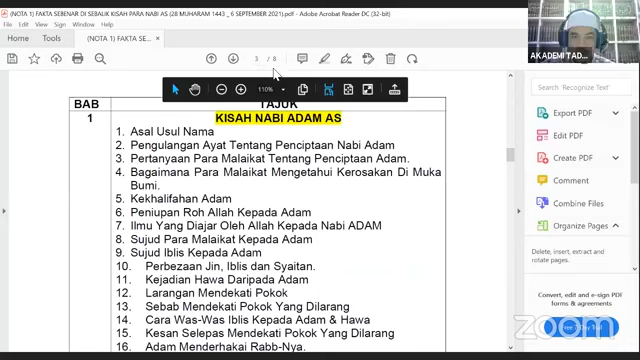 (NOTA 1) FAKTA SEBENAR DI SEBALIK KISAH PARA NABI AS (28 MUHARAM 1443 _ 6 SEPTEMBER 2021).pdf - Adobe Acrobat Reader DC (32-bit)
File Edit View Sign Window Help
Home Tools (NOTA 1) FAKTA SE... ×
3 / 8
110%
AKADEMI TAD...
BAB TAJUK
1 KISAH NABI ADAM AS
1. Asal Usul Nama
2. Pengulangan Ayat Tentang Penciptaan Nabi Adam
3. Pertanyaan Para Malaikat Tentang Penciptaan Adam.
4. Bagaimana Para Malaikat Mengetahui Kerosakan Di Muka
Bumi.
5. Kekhalifahan Adam
6. Peniupan Roh Allah Kepada Adam
7. Ilmu Yang Diajar Oleh Allah Kepada Nabi ADAM
8. Sujud Para Malaikat Kepada Adam
9. Sujud Iblis Kepada Adam
10. Perbezaan Jin, Iblis dan Syaitan.
11. Kejadian Hawa Daripada Adam
12. Larangan Mendekati Pokok
13. Sebab Mendekati Pokok Yang Dilarang
14. Cara Was-Was Iblis Kepada Adam & Hawa
15. Kesan Selepas Mendekati Pokok Yang Dilarang
16. Adam Menderhakai Rabb-Nya.
Search 'Recognize Text'
Export PDF
Edit PDF
Create PDF
Comment
Combine Files
Organize Pages
Delete, insert, extract and
rotate pages.
Convert, edit and e-sign PDF
forms & agreements
Free 7-Day Trial
zoom